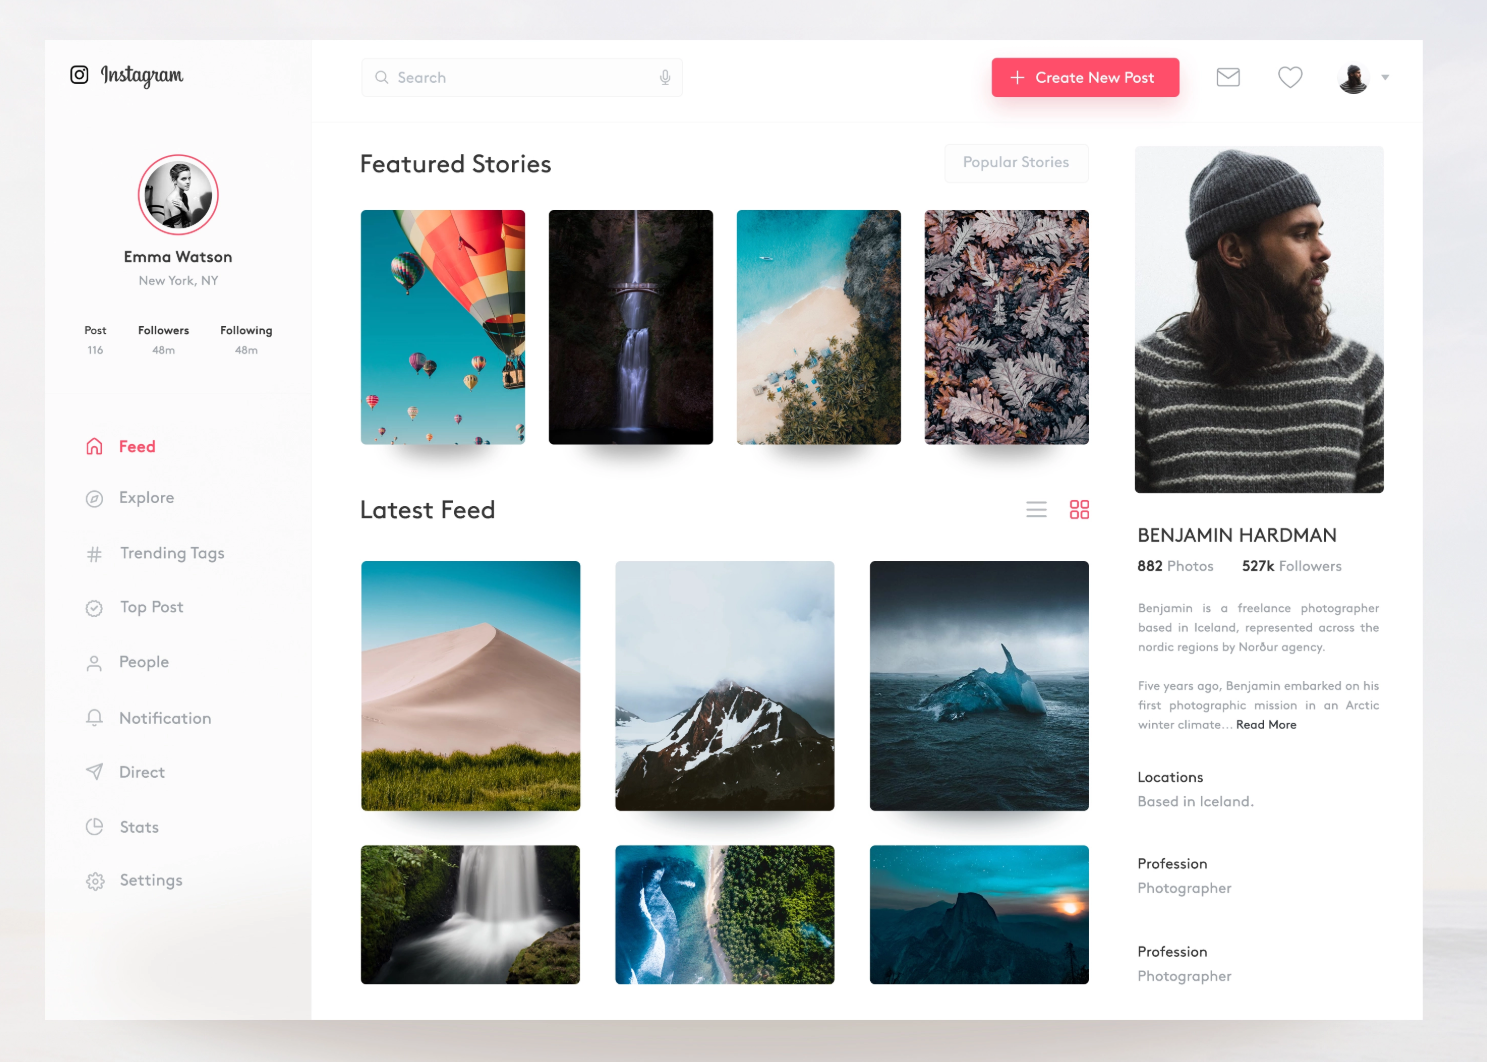 Instagram
Search
Create New Post
Emma Watson
New York, NY
Post Followers Following
116 48m 48m
Feed
Explore
Trending Tags
Top Post
People
Notification
Direct
Stats
Settings
Featured Stories
Popular Stories
Latest Feed
BENJAMIN HARDMAN
882 Photos 527k Followers
Benjamin is a freelance photographer
based in Iceland, represented across the
nordic regions by Norður agency.
Five years ago, Benjamin embarked on his
first photographic mission in an Arctic
winter climate... Read More
Locations
Based in Iceland.
Profession
Photographer
Profession
Photographer